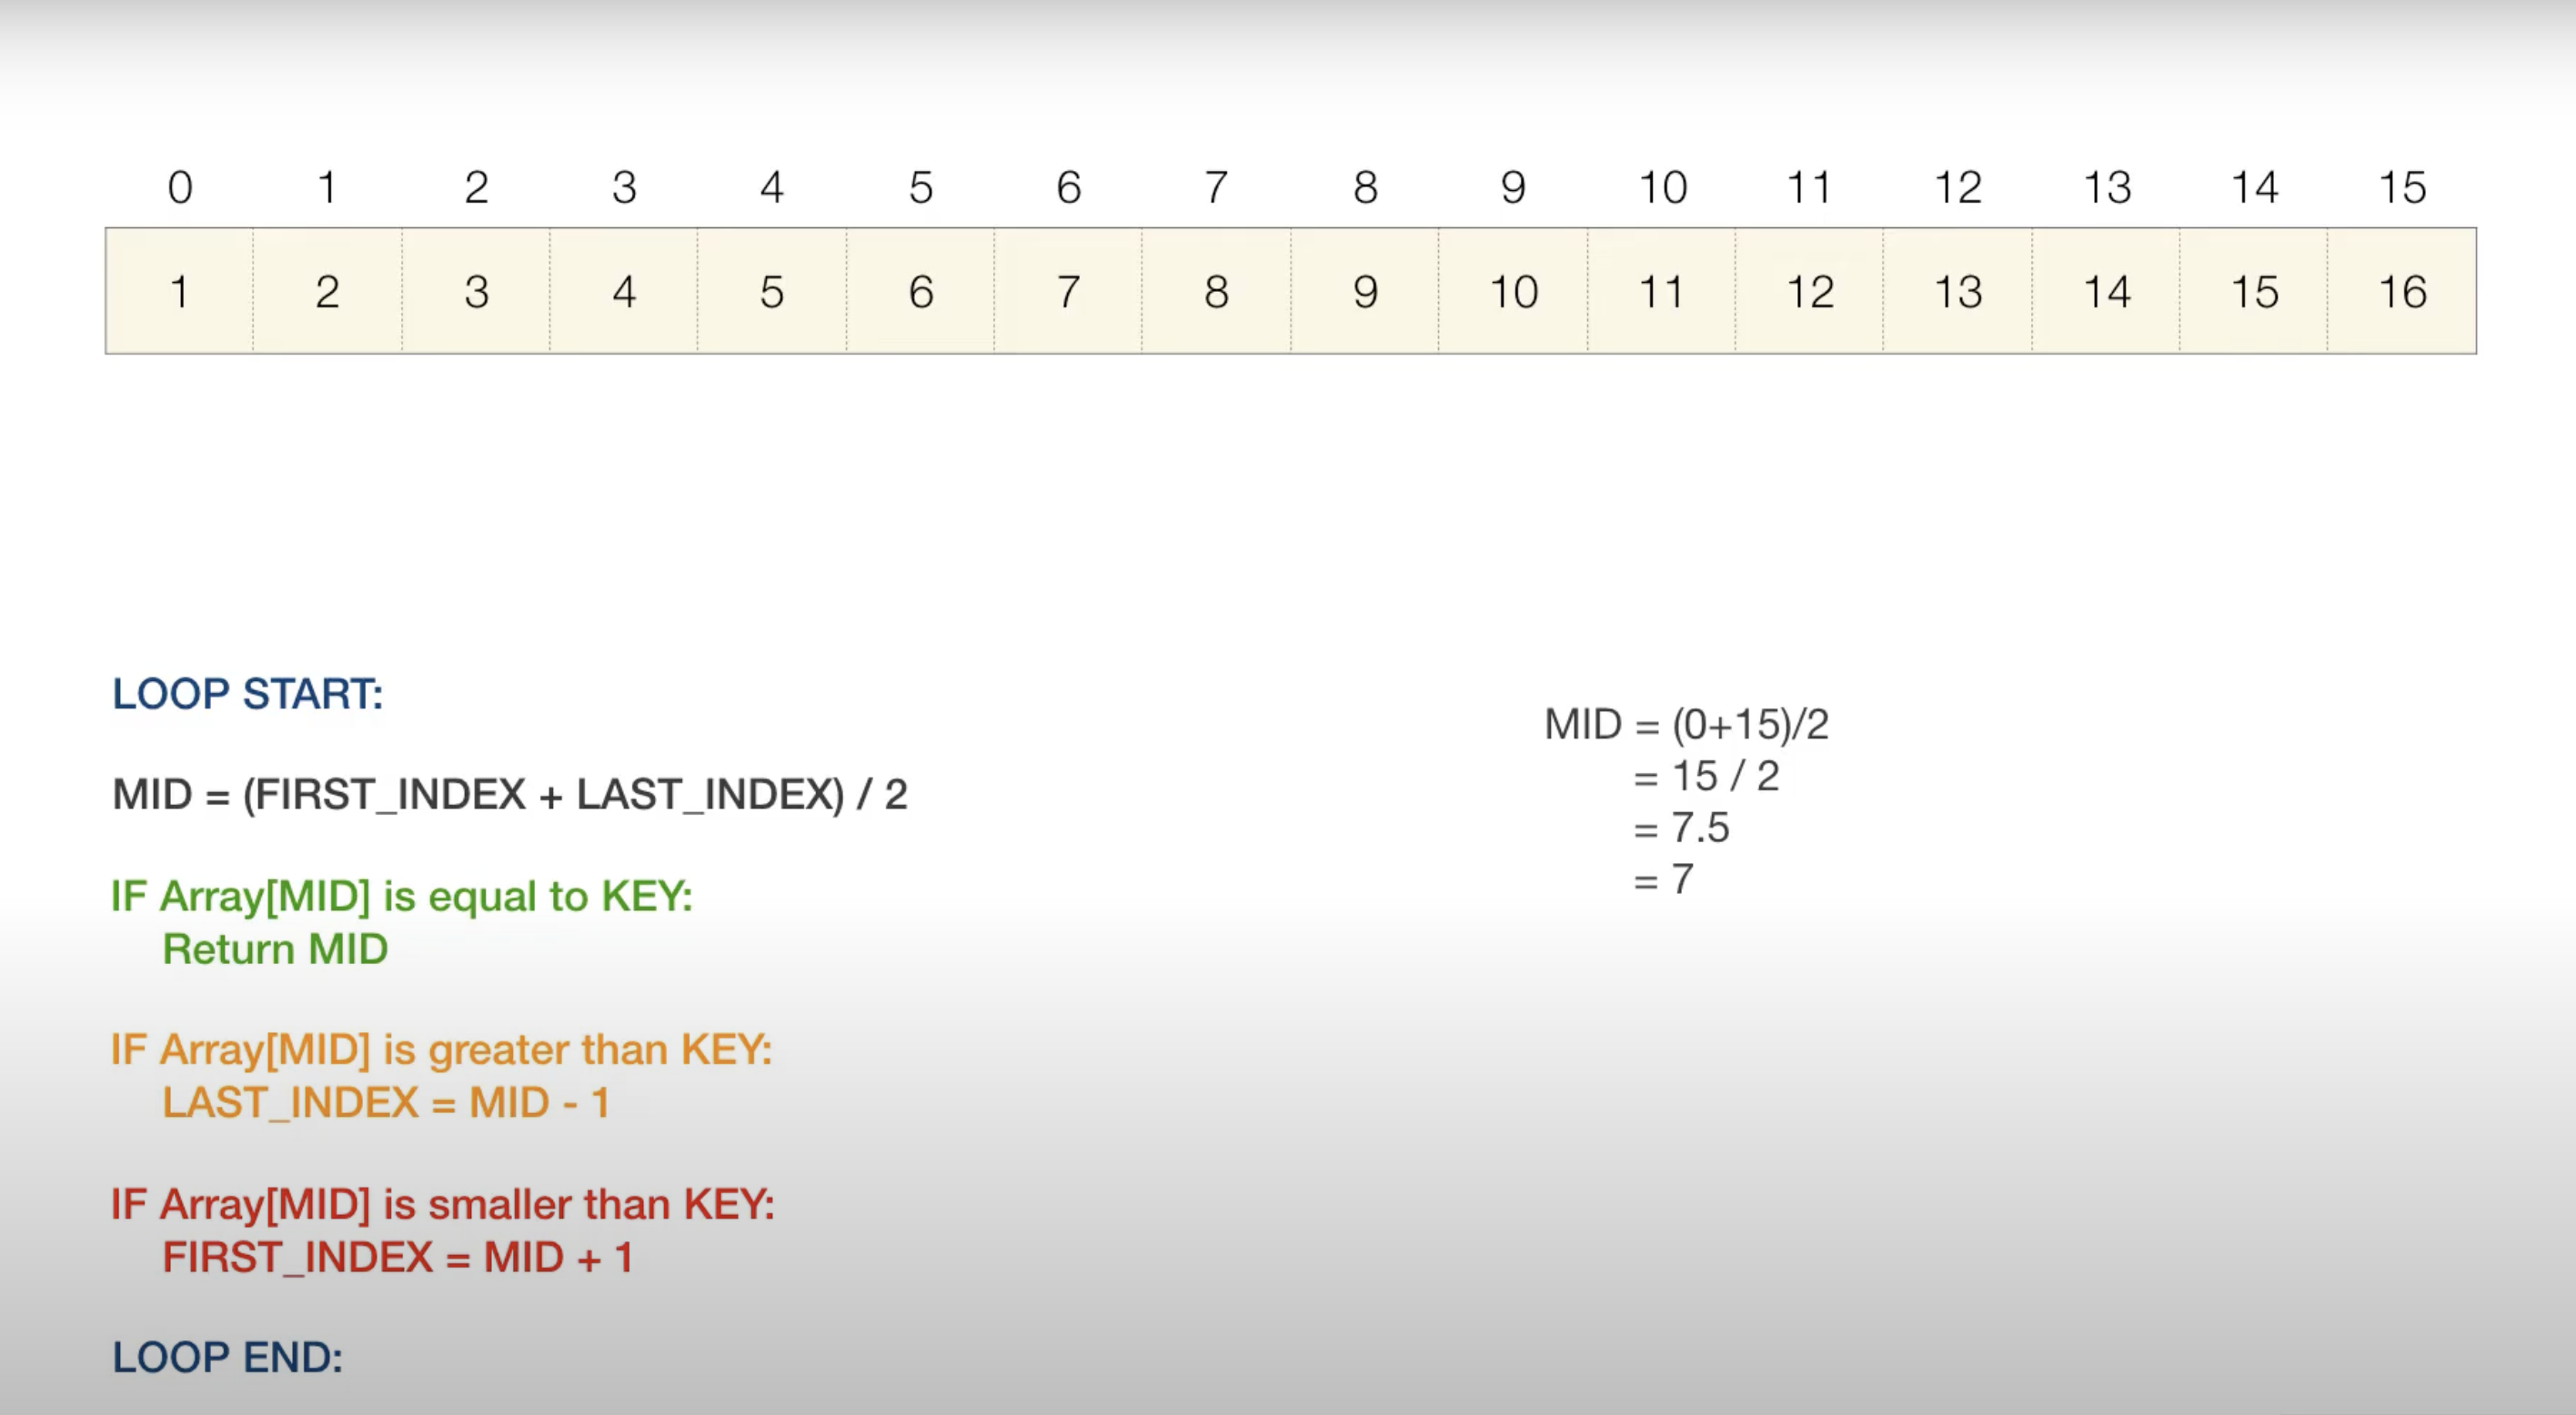 0 1 2 3 4 5 6 7 8 9 10 11 12 13 14 15
1 2 3 4 5 6 7 8 9 10 11 12 13 14 15 16
LOOP START:
MID = (FIRST_INDEX + LAST_INDEX) / 2
IF Array[MID] is equal to KEY:
Return MID
IF Array[MID] is greater than KEY:
LAST_INDEX = MID - 1
IF Array[MID] is smaller than KEY:
FIRST_INDEX = MID + 1
LOOP END:
MID = (0+15)/2
= 15 / 2
= 7.5
= 7